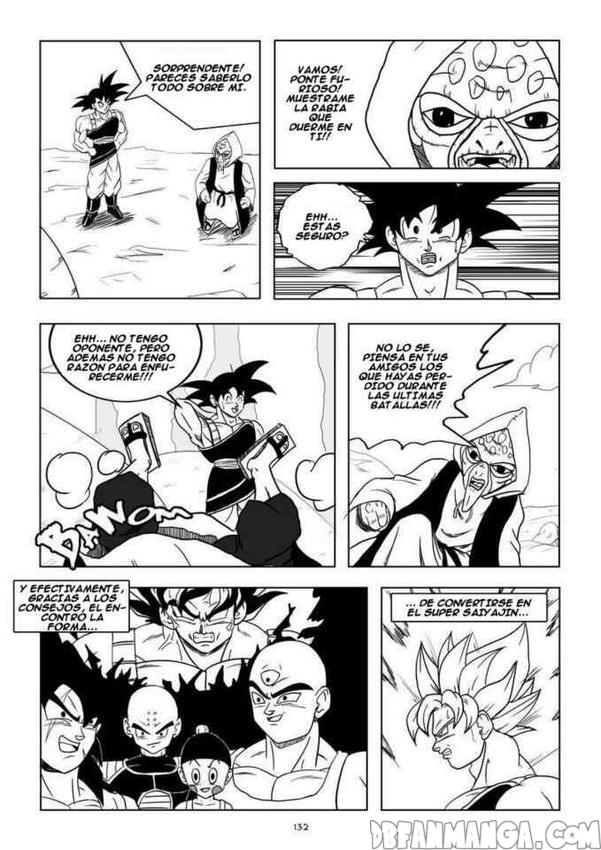 SORPRENDENTE!
PARECES SABERLO
TODO SOBRE MI.
VAMOS!
PONTE FU-
RIOSO!
MUESTRAME
LA RABIA
QUE
DUERME EN
TI!!
EHH...
ESTAS
SEGURO?
EHH... NO TENGO
OPONENTE, PERO
ADEMAS NO TENGO
RAZON PARA ENFU-
RECERME!!!
NO LO SE,
PIENSA EN TUS
AMIGOS LOS
QUE HAYAS PER-
DIDO DURANTE
LAS ULTIMAS
BATALLAS!!!
BAWOM
Y EFECTIVAMENTE,
GRACIAS A LOS
CONSEJOS, EL EN-
CONTRÓ LA
FORMA...
... DE CONVERTIRSE EN
EL SUPER SAIYAJIN...
132
DBFANMANGA.COM